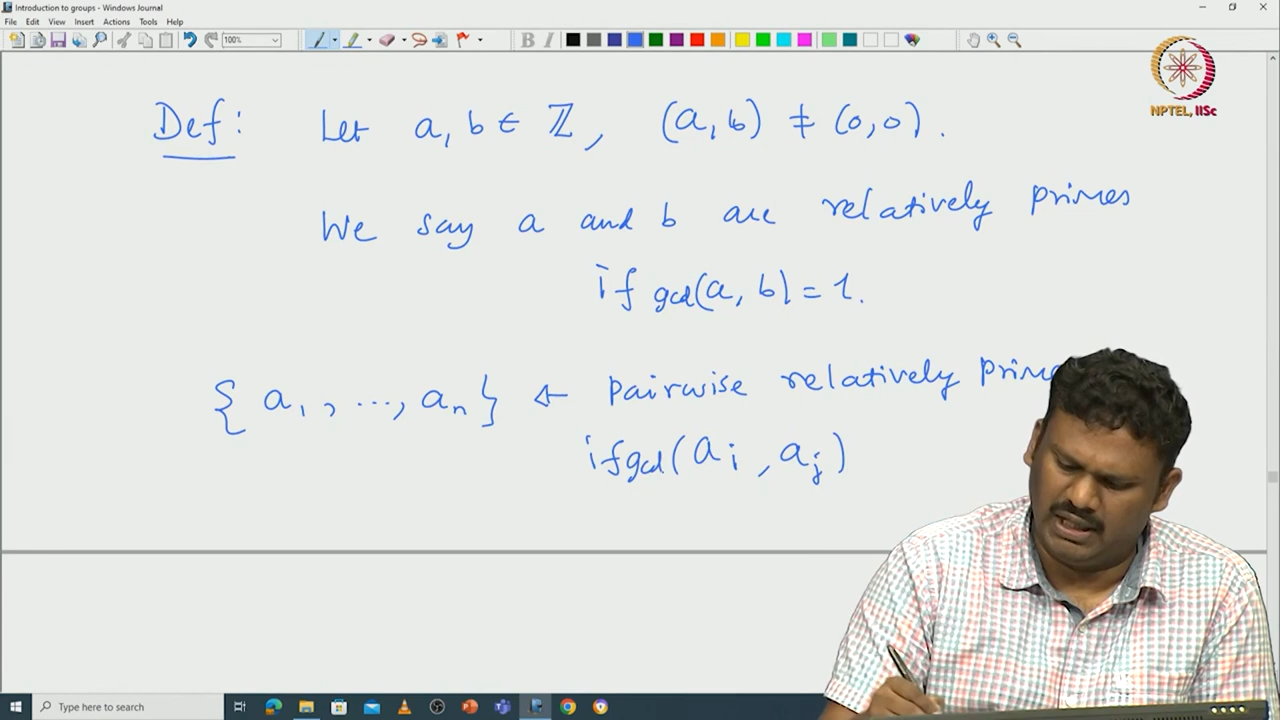 Introduction to groups - Windows Journal
File Edit View Insert Actions Tools Help
100%
B I
NPTEL, IISc
Def: Let a, b ∈ ℤ, (a, b) ≠ (0, 0).
We say a and b are relatively primes
if gcd(a, b) = 1.
{ a₁, ..., aₙ } ← Pairwise relatively
if gcd(aᵢ, aⱼ)
Type here to search